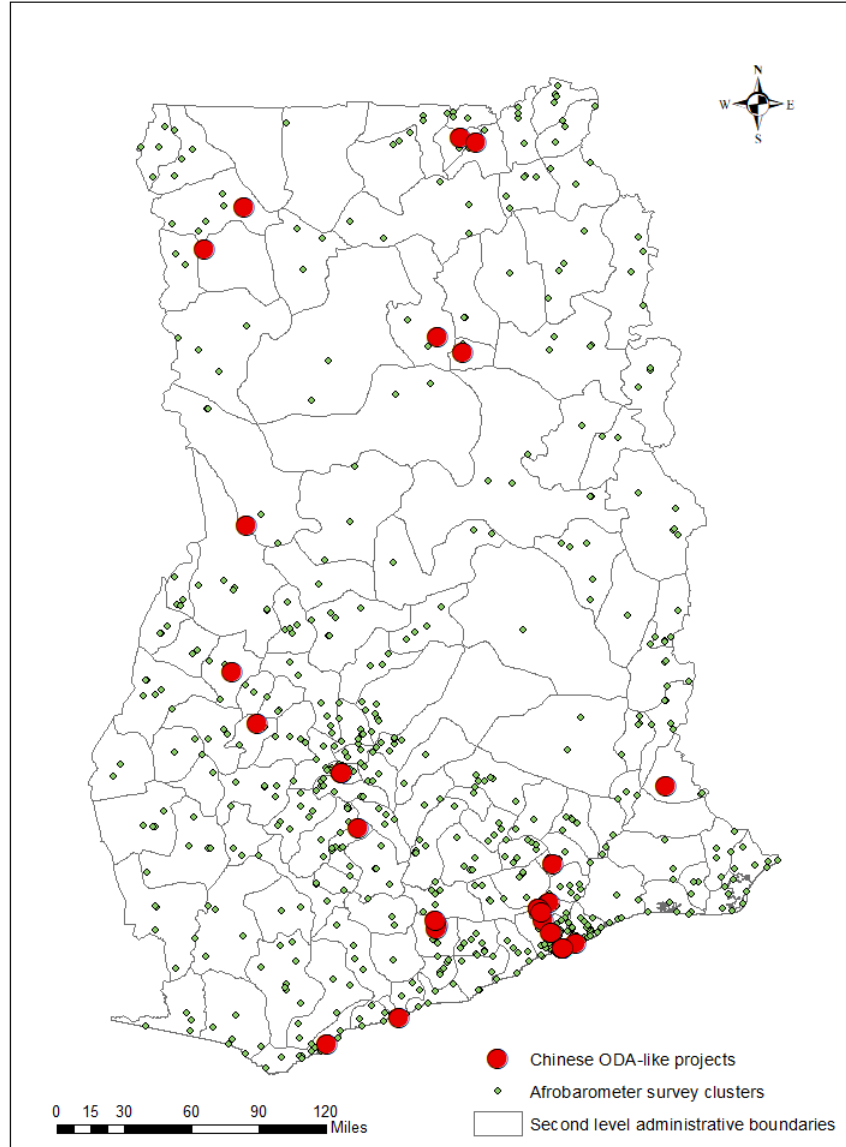 N
W E
S
Chinese ODA-like projects
Afrobarometer survey clusters
Second level administrative boundaries
0 15 30 60 90 120
Miles